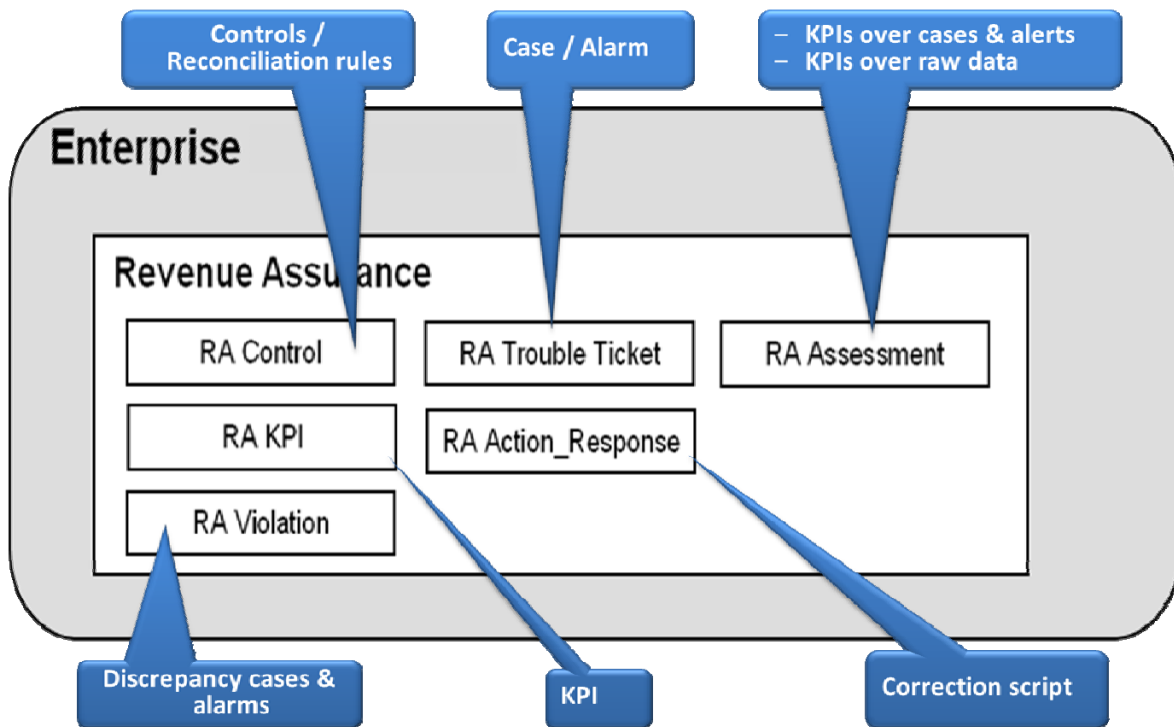 Controls /
Reconciliation rules
Case / Alarm
– KPIs over cases & alerts
– KPIs over raw data
Enterprise
Revenue Assurance
RA Control
RA Trouble Ticket
RA Assessment
RA KPI
RA Action_Response
RA Violation
Discrepancy cases &
alarms
KPI
Correction script